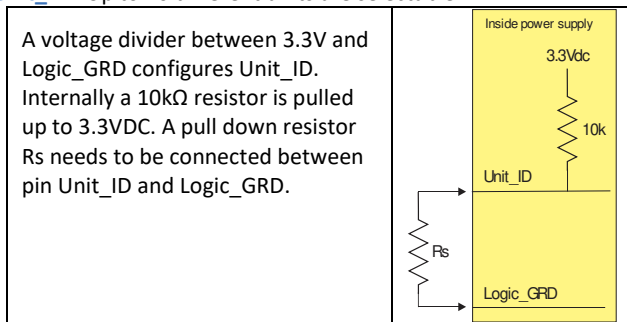 A voltage divider between 3.3V and
Logic_GRD configures Unit_ID.
Internally a 10kΩ resistor is pulled
up to 3.3VDC. A pull down resistor
Rs needs to be connected between
pin Unit_ID and Logic_GRD.
Inside power supply
3.3Vdc
10k
Unit_ID
Rs
Logic_GRD